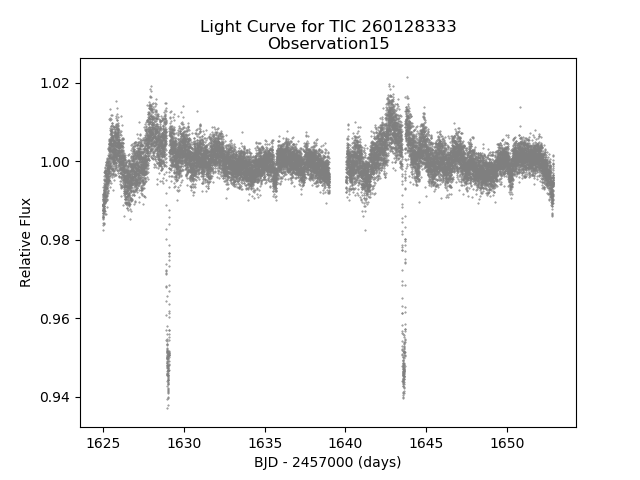 Light Curve for TIC 260128333
Observation15
1.02
1.00
0.98
0.96
0.94
Relative Flux
1625 1630 1635 1640 1645 1650
BJD - 2457000 (days)